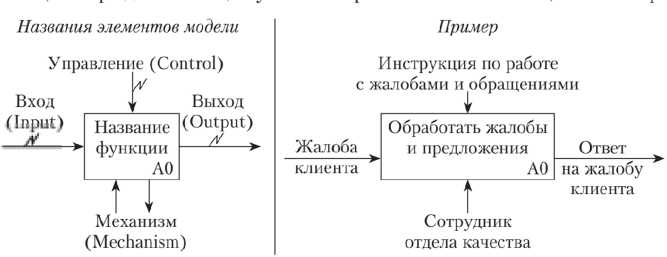 Названия элементов модели
Управление (Control)
Вход
(Input)
Выход
(Output)
Название
функции
A0
Механизм
(Mechanism)
Пример
Инструкция по работе
с жалобами и обращениями
Обработать жалобы
и предложения
A0
Жалоба
клиента
Ответ
на жалобу
клиента
Сотрудник
отдела качества